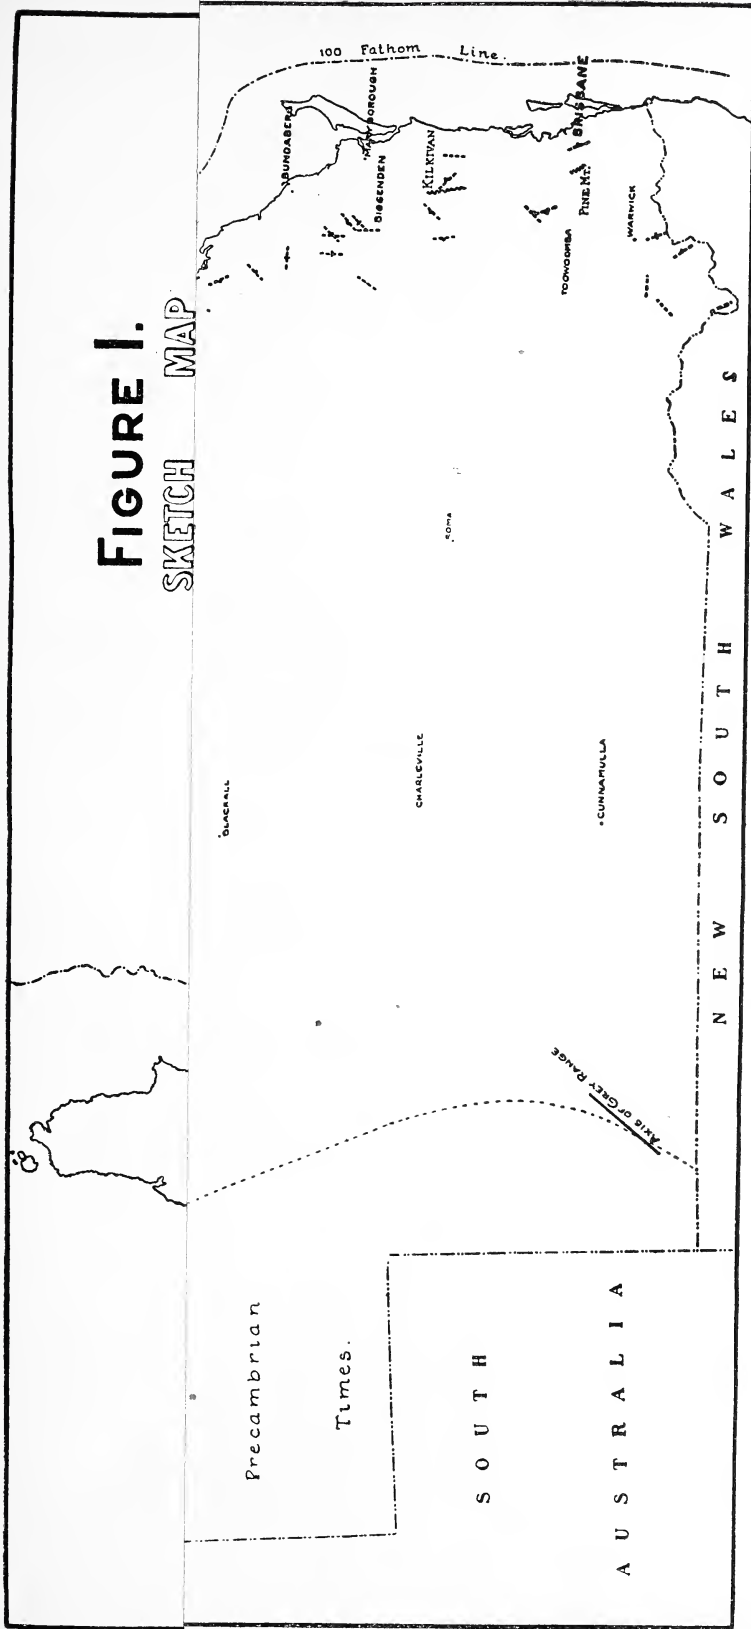 FIGURE 1.
SKETCH MAP
100 Fathom Line.
BUNDABERG
MARYBOROUGH
BIGGENDEN
KILKIVAN
BRISBANE
PINE MT.
TOOWOOMBA
WARWICK
ROMA
BLACKALL
CHARLEVILLE
CUNNAMULLA
AXIS OF GREY RANGE
NEW SOUTH WALES
Precambrian
Times.
SOUTH
AUSTRALIA